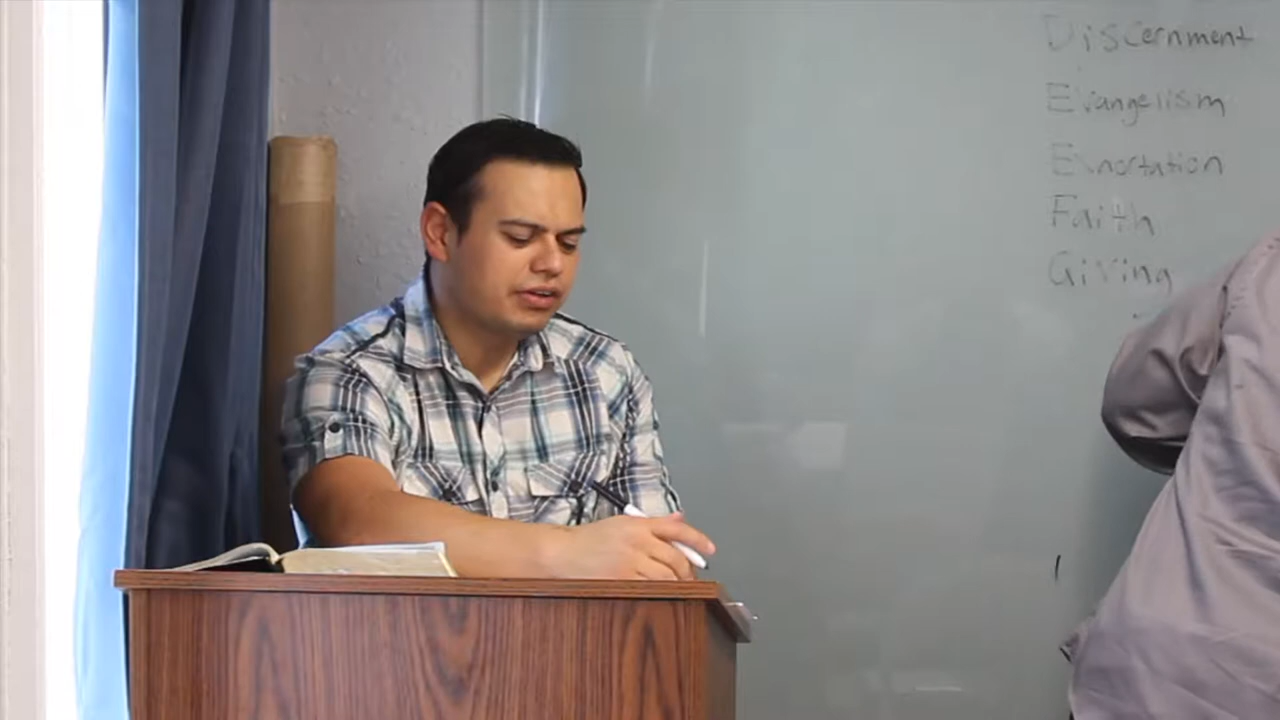 Discernment
Evangelism
Exhortation
Faith
Giving